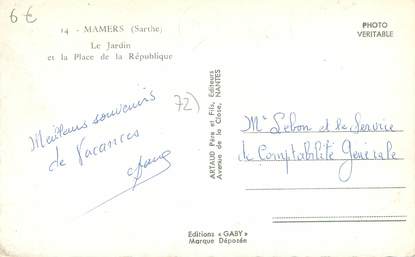 6€
14 - MAMERS (Sarthe)
Le Jardin
et la Place de la République
PHOTO
VERITABLE
72)
Meilleurs souvenirs
de Vacances
ARTAUD Père et Fils, Éditeurs
Avenue de la Close, NANTES
Mr Lebon et le Service
de Comptabilité Générale
Editions « GABY »
Marque Déposée